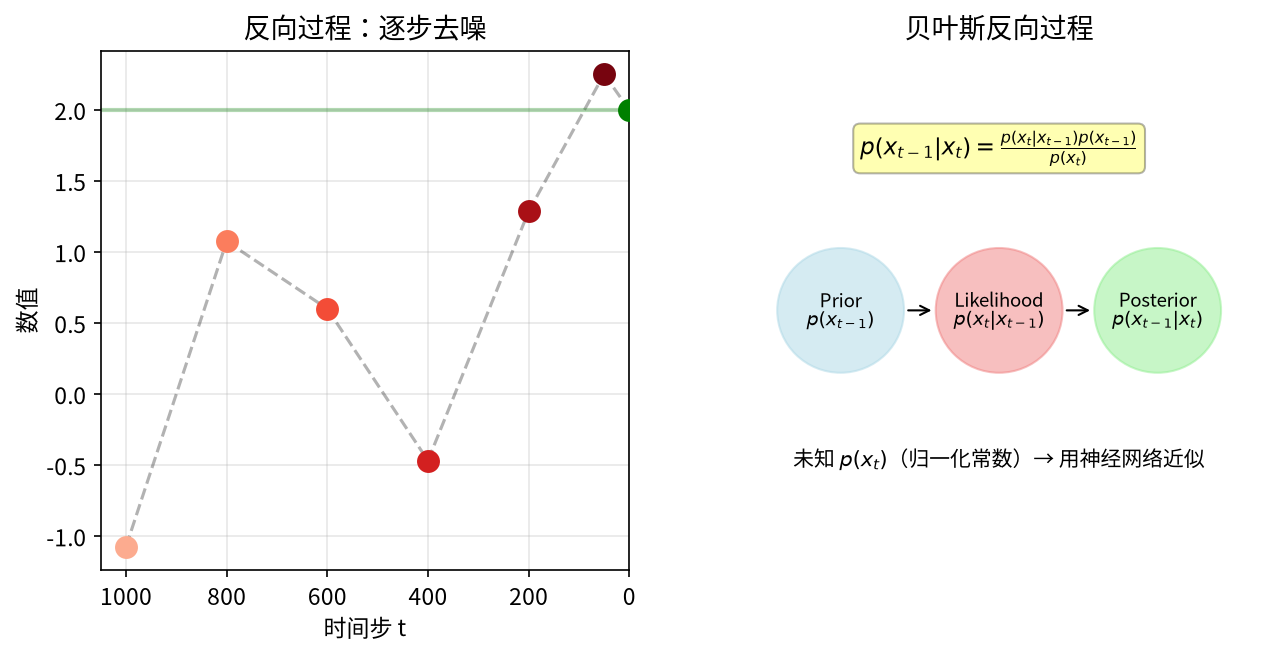 反向过程：逐步去噪
2.0
1.5
1.0
0.5
0.0
-0.5
-1.0
数值
1000 800 600 400 200 0
时间步 t
贝叶斯反向过程
p(x_{t−1}|x_t) = \frac{p(x_t|x_{t−1})p(x_{t−1})}{p(x_t)}
Prior
p(x_{t−1})
Likelihood
p(x_t|x_{t−1})
Posterior
p(x_{t−1}|x_t)
未知 p(x_t)（归一化常数）→ 用神经网络近似